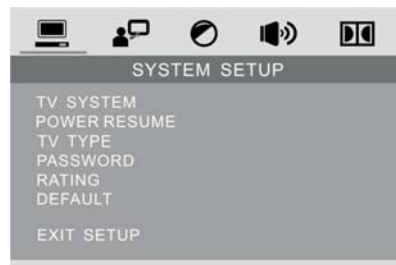 SYSTEM SETUP
TV SYSTEM
POWER RESUME
TV TYPE
PASSWORD
RATING
DEFAULT
EXIT SETUP